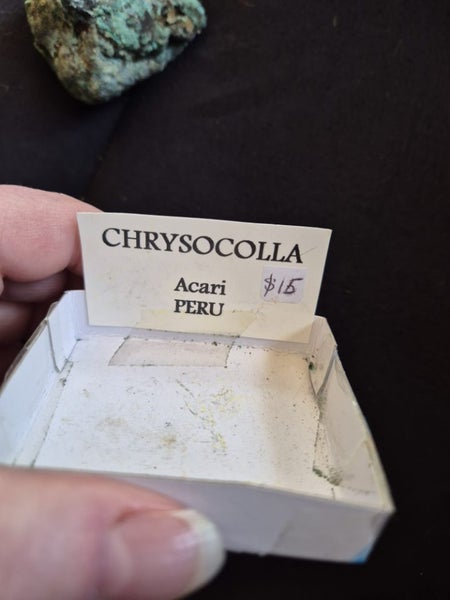 CHRYSOCOLLA
Acari
PERU
$15